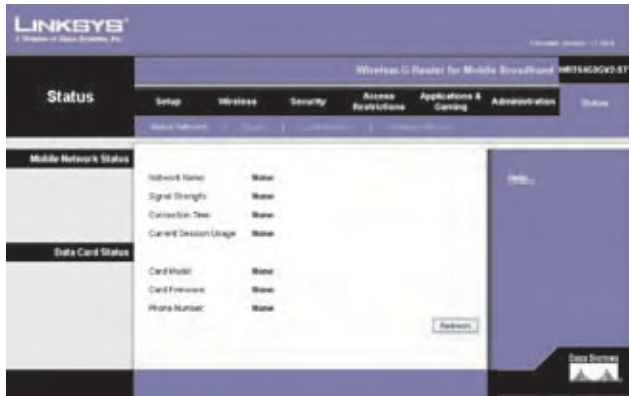 LINKSYS
A Division of Cisco Systems, Inc.
Wireless-G Router for Mobile Broadband
Status
Setup
Wireless
Security
Access Restrictions
Applications & Gaming
Administration
Status
Mobile Network Status
Network Name: None
Signal Strength: None
Connection Time: None
Current Session Usage: None
Help...
Data Card Status
Card Model: None
Card Firmware: None
Phone Number: None
Refresh
Cisco Systems